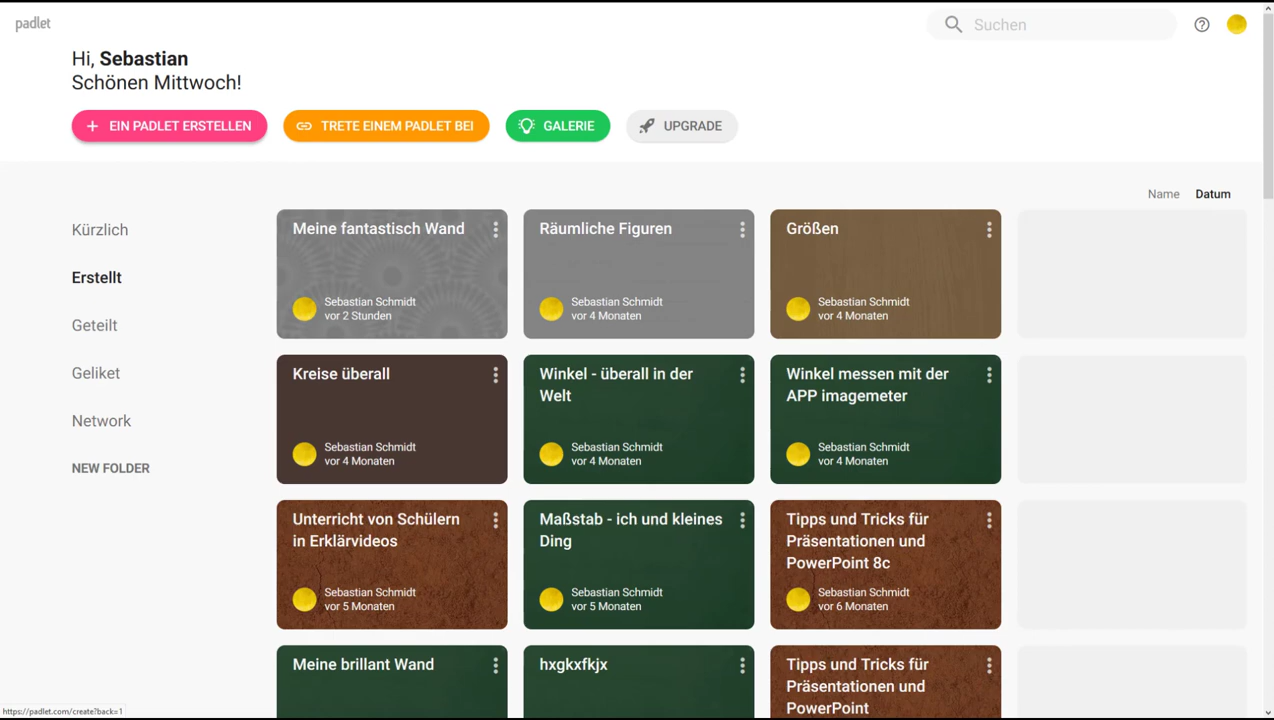 padlet
Suchen
Hi, Sebastian
Schönen Mittwoch!
EIN PADLET ERSTELLEN
TRETE EINEM PADLET BEI
GALERIE
UPGRADE
Name
Datum
Kürzlich
Erstellt
Geteilt
Geliket
Network
NEW FOLDER
Meine fantastisch Wand
Sebastian Schmidt
vor 2 Stunden
Räumliche Figuren
Sebastian Schmidt
vor 4 Monaten
Größen
Sebastian Schmidt
vor 4 Monaten
Kreise überall
Sebastian Schmidt
vor 4 Monaten
Winkel - überall in der
Welt
Sebastian Schmidt
vor 4 Monaten
Winkel messen mit der
APP imagemeter
Sebastian Schmidt
vor 4 Monaten
Unterricht von Schülern
in Erklärvideos
Sebastian Schmidt
vor 5 Monaten
Maßstab - ich und kleines
Ding
Sebastian Schmidt
vor 5 Monaten
Tipps und Tricks für
Präsentationen und
PowerPoint 8c
Sebastian Schmidt
vor 6 Monaten
Meine brillant Wand
hxgkxfkjx
Tipps und Tricks für
Präsentationen und
PowerPoint
https://padlet.com/create?back=1